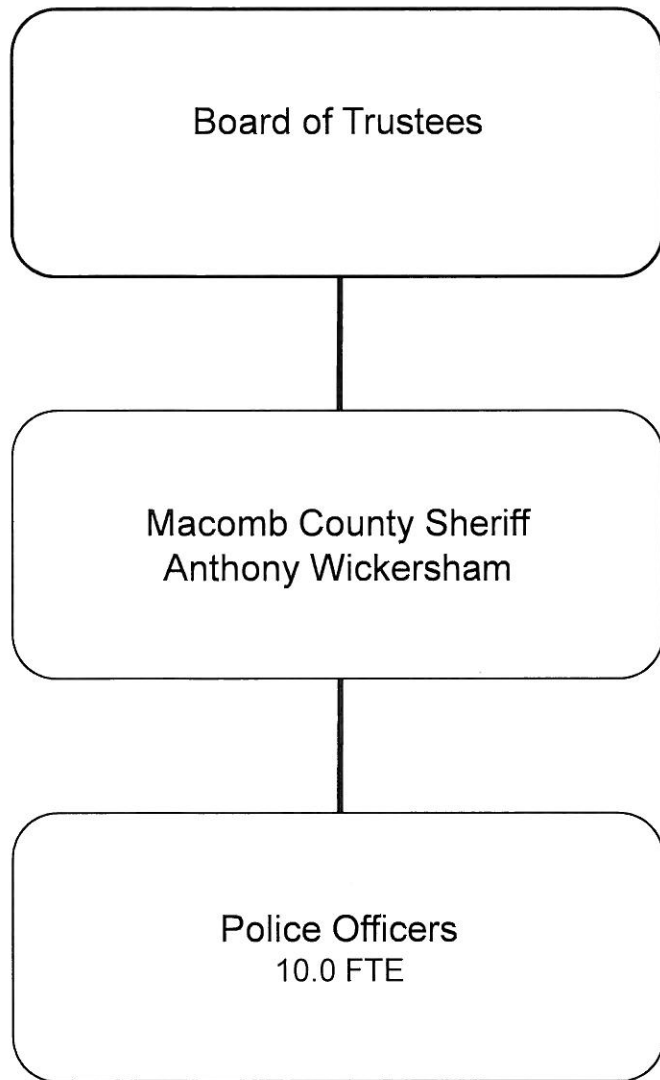 Board of Trustees
Macomb County Sheriff
Anthony Wickersham
Police Officers
10.0 FTE